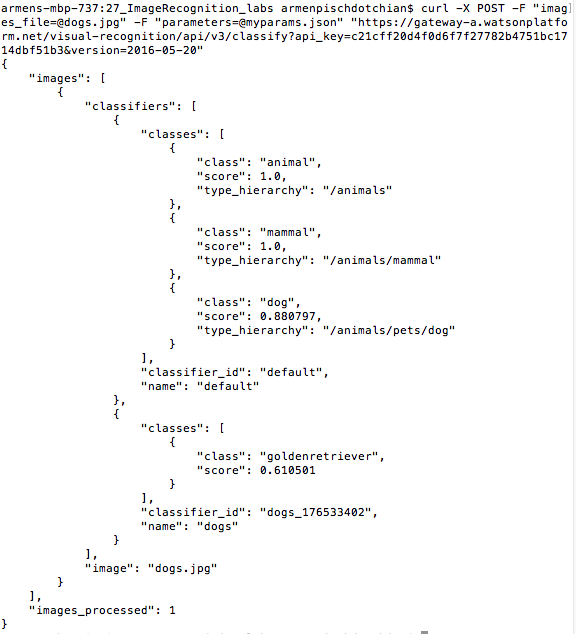 armens-mbp-737:27_ImageRecognition_labs armenpischdotchian$ curl -X POST -F "imag
es_file=@dogs.jpg" -F "parameters=@myparams.json" "https://gateway-a.watsonplatfo
rm.net/visual-recognition/api/v3/classify?api_key=c21cff20d4f0d6f7f27782b4751bc17
14dbf51b3&version=2016-05-20"
{
    "images": [
        {
            "classifiers": [
                {
                    "classes": [
                        {
                            "class": "animal",
                            "score": 1.0,
                            "type_hierarchy": "/animals"
                        },
                        {
                            "class": "mammal",
                            "score": 1.0,
                            "type_hierarchy": "/animals/mammal"
                        },
                        {
                            "class": "dog",
                            "score": 0.880797,
                            "type_hierarchy": "/animals/pets/dog"
                        }
                    ],
                    "classifier_id": "default",
                    "name": "default"
                },
                {
                    "classes": [
                        {
                            "class": "goldenretriever",
                            "score": 0.610501
                        }
                    ],
                    "classifier_id": "dogs_176533402",
                    "name": "dogs"
                }
            ],
            "image": "dogs.jpg"
        }
    ],
    "images_processed": 1
}